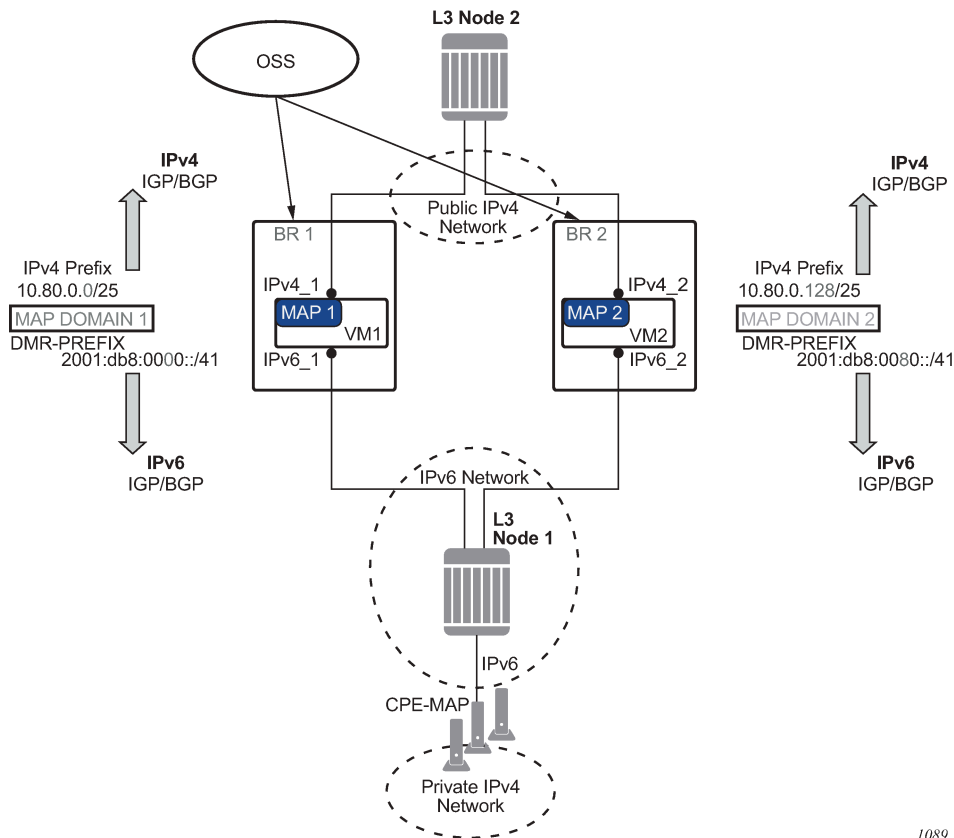 L3 Node 2
OSS
IPv4
IGP/BGP
IPv4
IGP/BGP
Public IPv4
Network
BR 1
BR 2
IPv4 Prefix
10.80.0.0/25
MAP DOMAIN 1
DMR-PREFIX
2001:db8:0000::/41
IPv4_1
MAP 1
VM1
IPv6_1
IPv4_2
MAP 2
VM2
IPv6_2
IPv4 Prefix
10.80.0.128/25
MAP DOMAIN 2
DMR-PREFIX
2001:db8:0080::/41
IPv6
IGP/BGP
IPv6
IGP/BGP
IPv6 Network
L3
Node 1
IPv6
CPE-MAP
Private IPv4
Network
1089